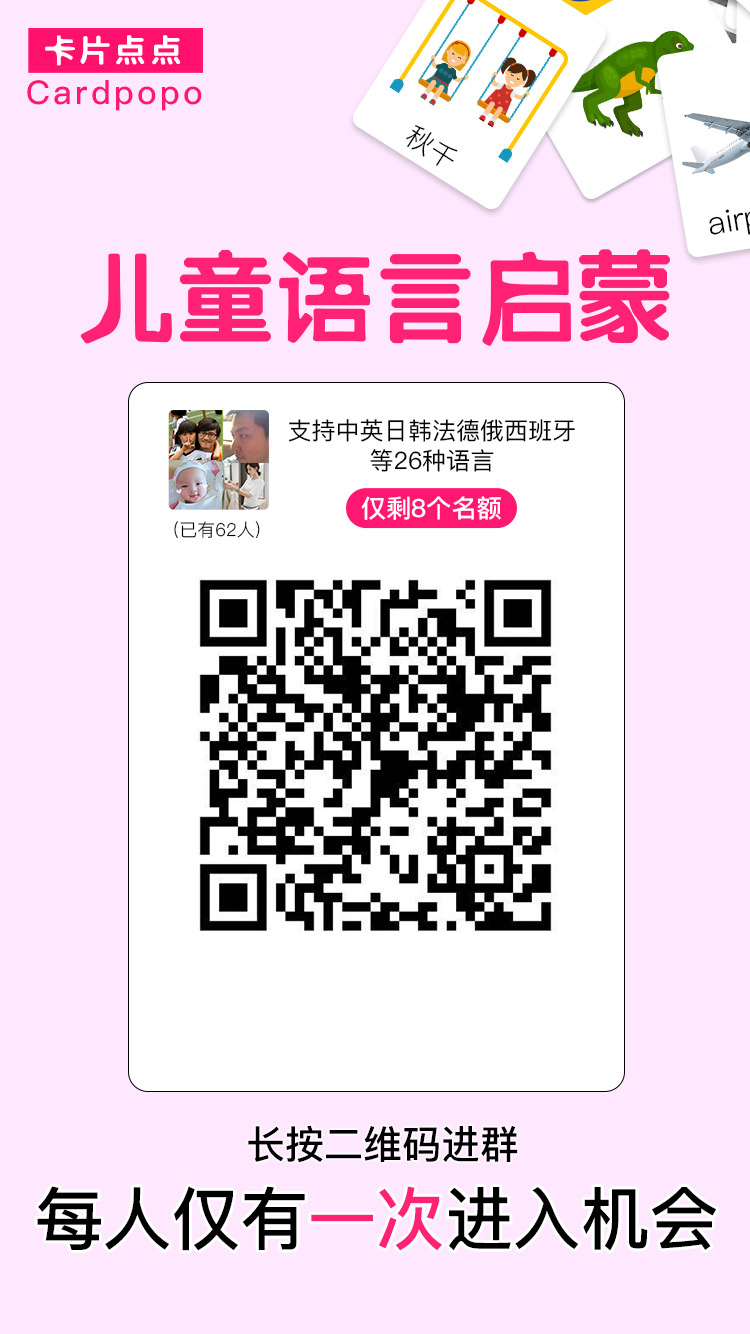 卡片点点
Cardpopo
秋千
儿童语言启蒙
支持中英日韩法德俄西班牙
等26种语言
仅剩8个名额
(已有62人)
长按二维码进群
每人仅有一次进入机会